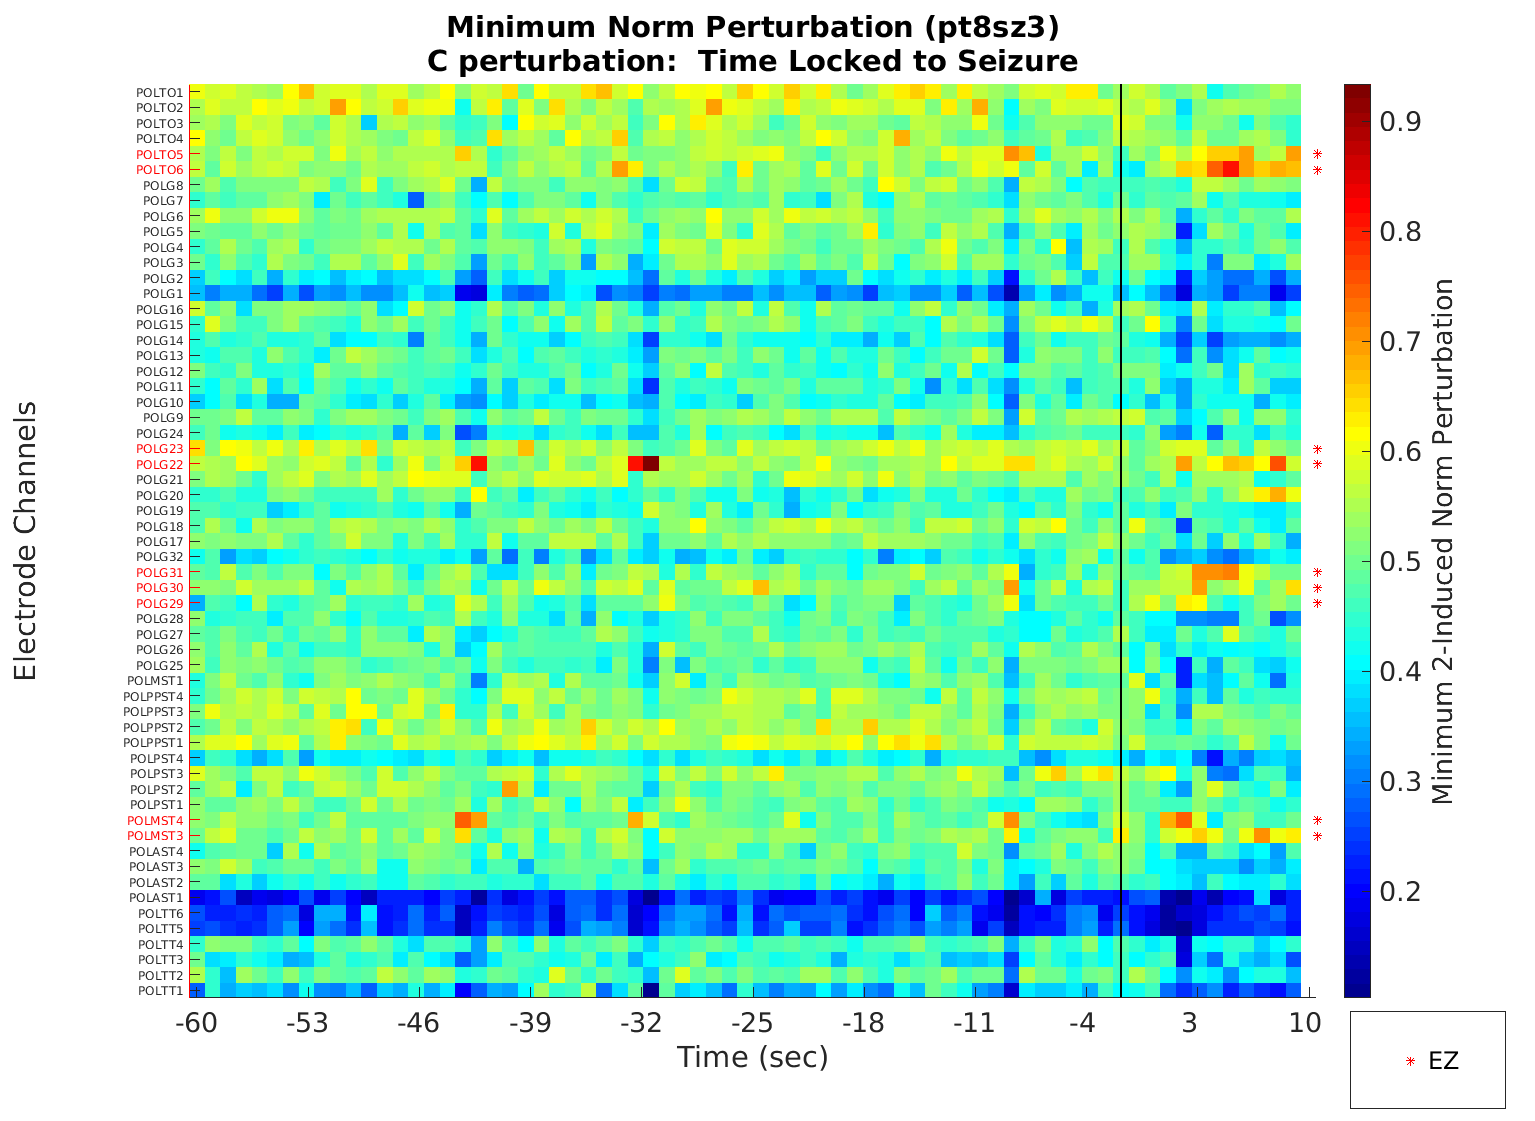 Minimum Norm Perturbation (pt8sz3)
C perturbation:  Time Locked to Seizure
Electrode Channels
POLTO1
POLTO2
POLTO3
POLTO4
POLTO5
POLTO6
POLG8
POLG7
POLG6
POLG5
POLG4
POLG3
POLG2
POLG1
POLG16
POLG15
POLG14
POLG13
POLG12
POLG11
POLG10
POLG9
POLG24
POLG23
POLG22
POLG21
POLG20
POLG19
POLG18
POLG17
POLG32
POLG31
POLG30
POLG29
POLG28
POLG27
POLG26
POLG25
POLMST1
POLPPST4
POLPPST3
POLPPST2
POLPPST1
POLPST4
POLPST3
POLPST2
POLPST1
POLMST4
POLMST3
POLAST4
POLAST3
POLAST2
POLAST1
POLTT6
POLTT5
POLTT4
POLTT3
POLTT2
POLTT1
-60 -53 -46 -39 -32 -25 -18 -11 -4 3 10
Time (sec)
0.9
0.8
0.7
0.6
0.5
0.4
0.3
0.2
Minimum 2-Induced Norm Perturbation
EZ